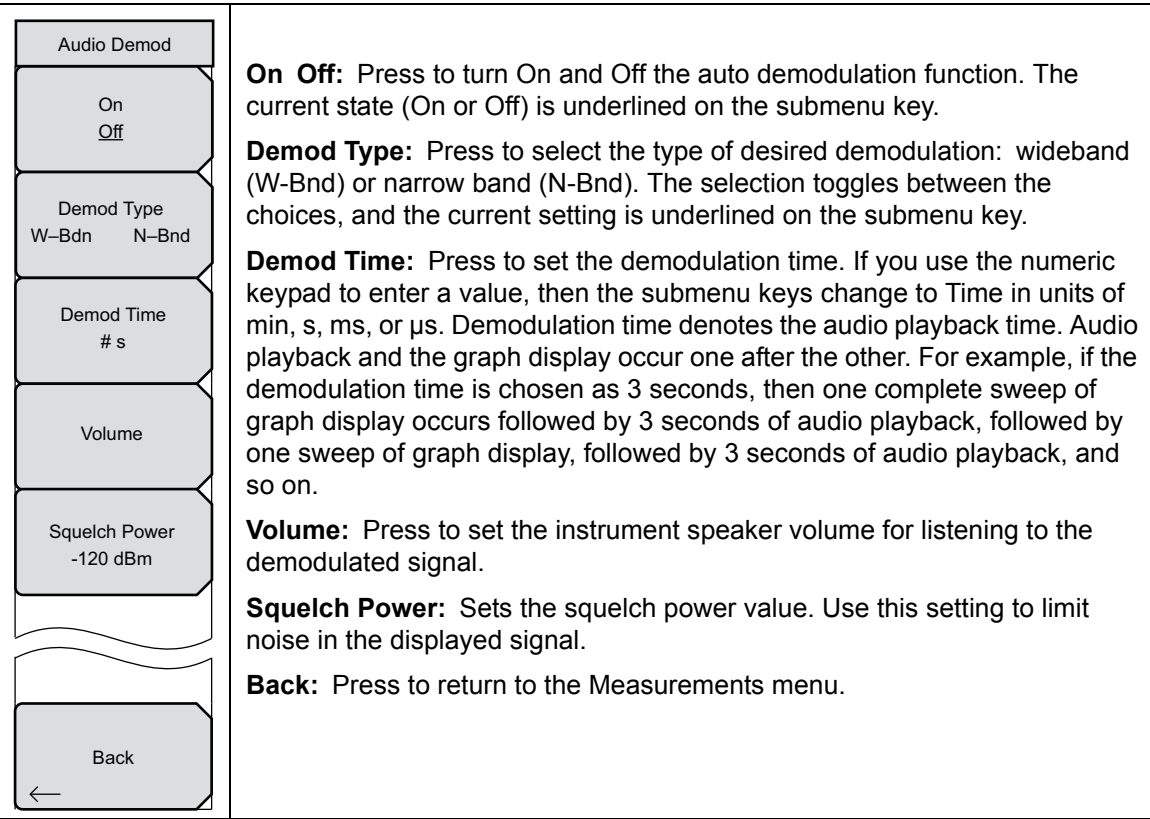 Audio Demod
On
Off
Demod Type
W–Bdn N–Bnd
Demod Time
# s
Volume
Squelch Power
-120 dBm
Back
On Off: Press to turn On and Off the auto demodulation function. The
current state (On or Off) is underlined on the submenu key.
Demod Type: Press to select the type of desired demodulation: wideband
(W-Bnd) or narrow band (N-Bnd). The selection toggles between the
choices, and the current setting is underlined on the submenu key.
Demod Time: Press to set the demodulation time. If you use the numeric
keypad to enter a value, then the submenu keys change to Time in units of
min, s, ms, or µs. Demodulation time denotes the audio playback time. Audio
playback and the graph display occur one after the other. For example, if the
demodulation time is chosen as 3 seconds, then one complete sweep of
graph display occurs followed by 3 seconds of audio playback, followed by
one sweep of graph display, followed by 3 seconds of audio playback, and
so on.
Volume: Press to set the instrument speaker volume for listening to the
demodulated signal.
Squelch Power: Sets the squelch power value. Use this setting to limit
noise in the displayed signal.
Back: Press to return to the Measurements menu.